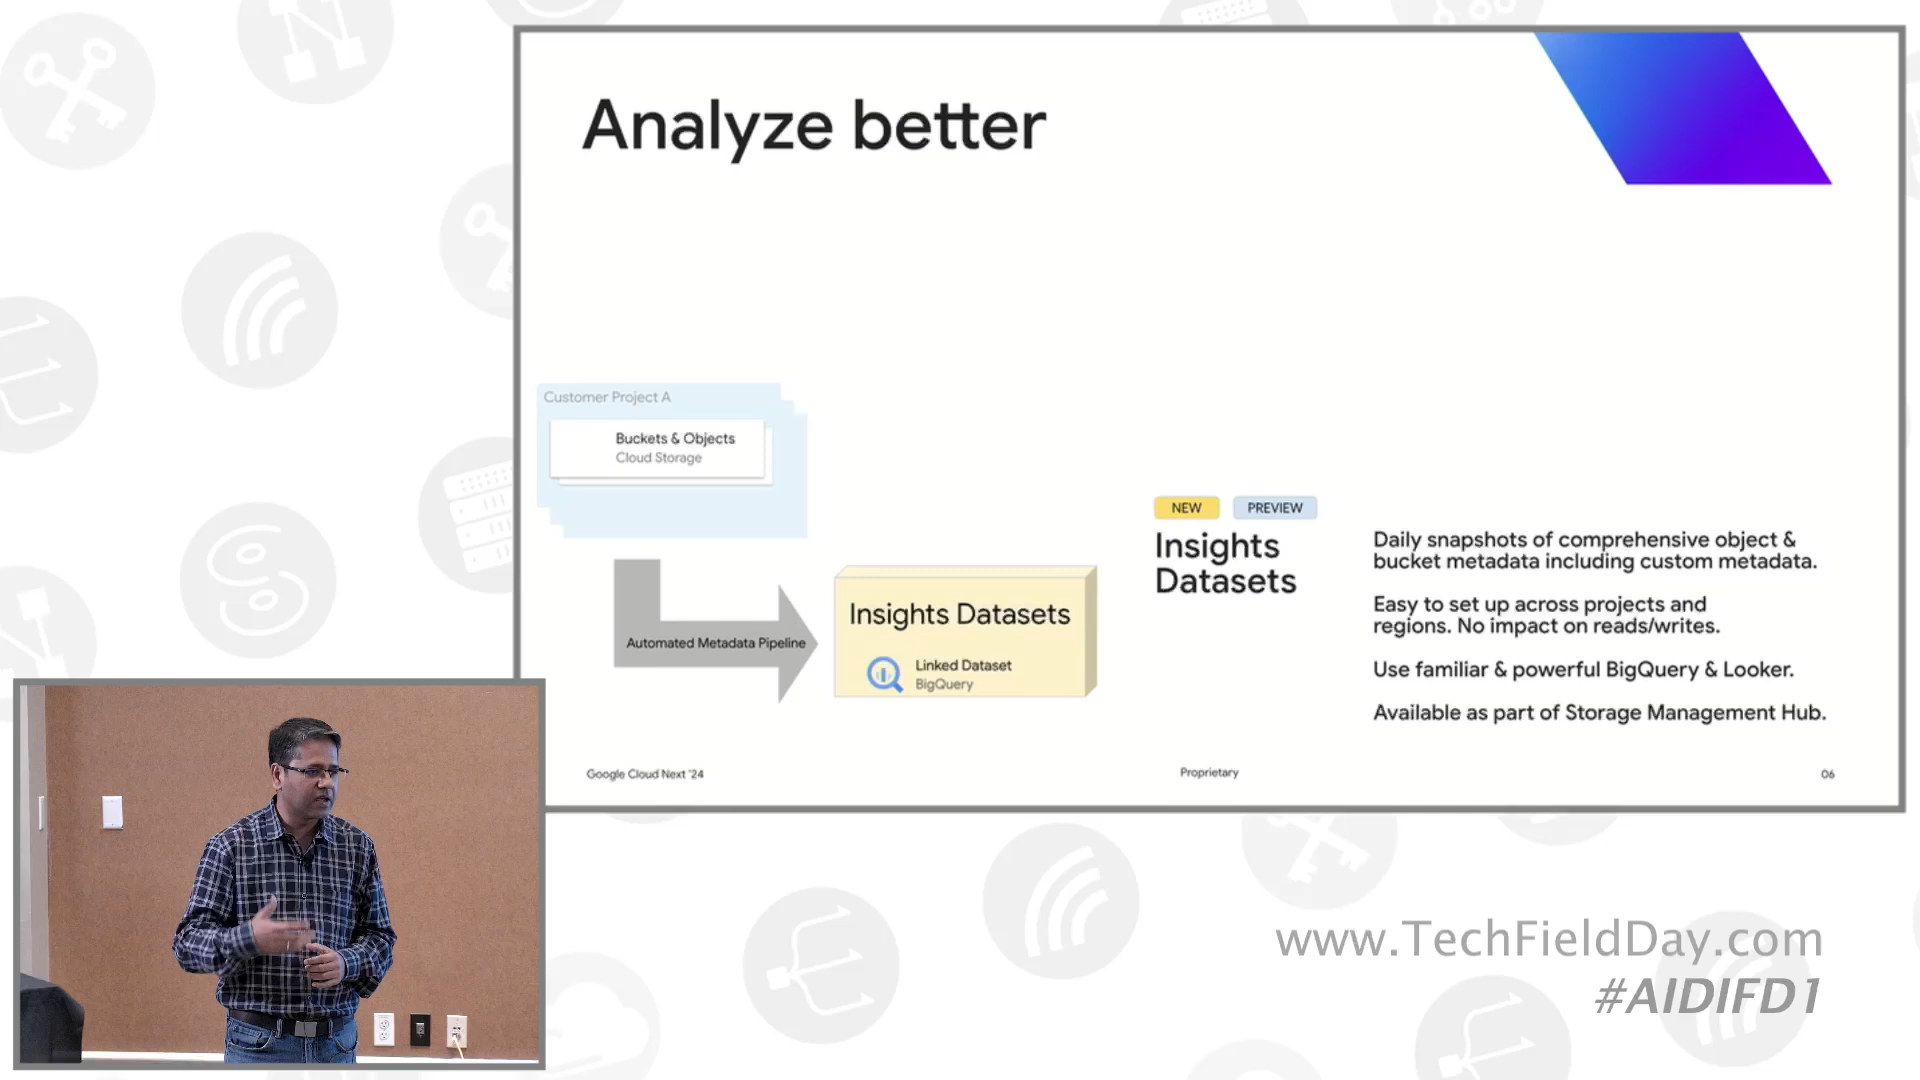 Analyze better
Customer Project A
Buckets & Objects
Cloud Storage
Automated Metadata Pipeline
Insights Datasets
Linked Dataset
BigQuery
NEW
PREVIEW
Insights
Datasets
Daily snapshots of comprehensive object &
bucket metadata including custom metadata.
Easy to set up across projects and
regions. No impact on reads/writes.
Use familiar & powerful BigQuery & Looker.
Available as part of Storage Management Hub.
Google Cloud Next '24
Proprietary
06
www.TechFieldDay.com
#AIDIFD1